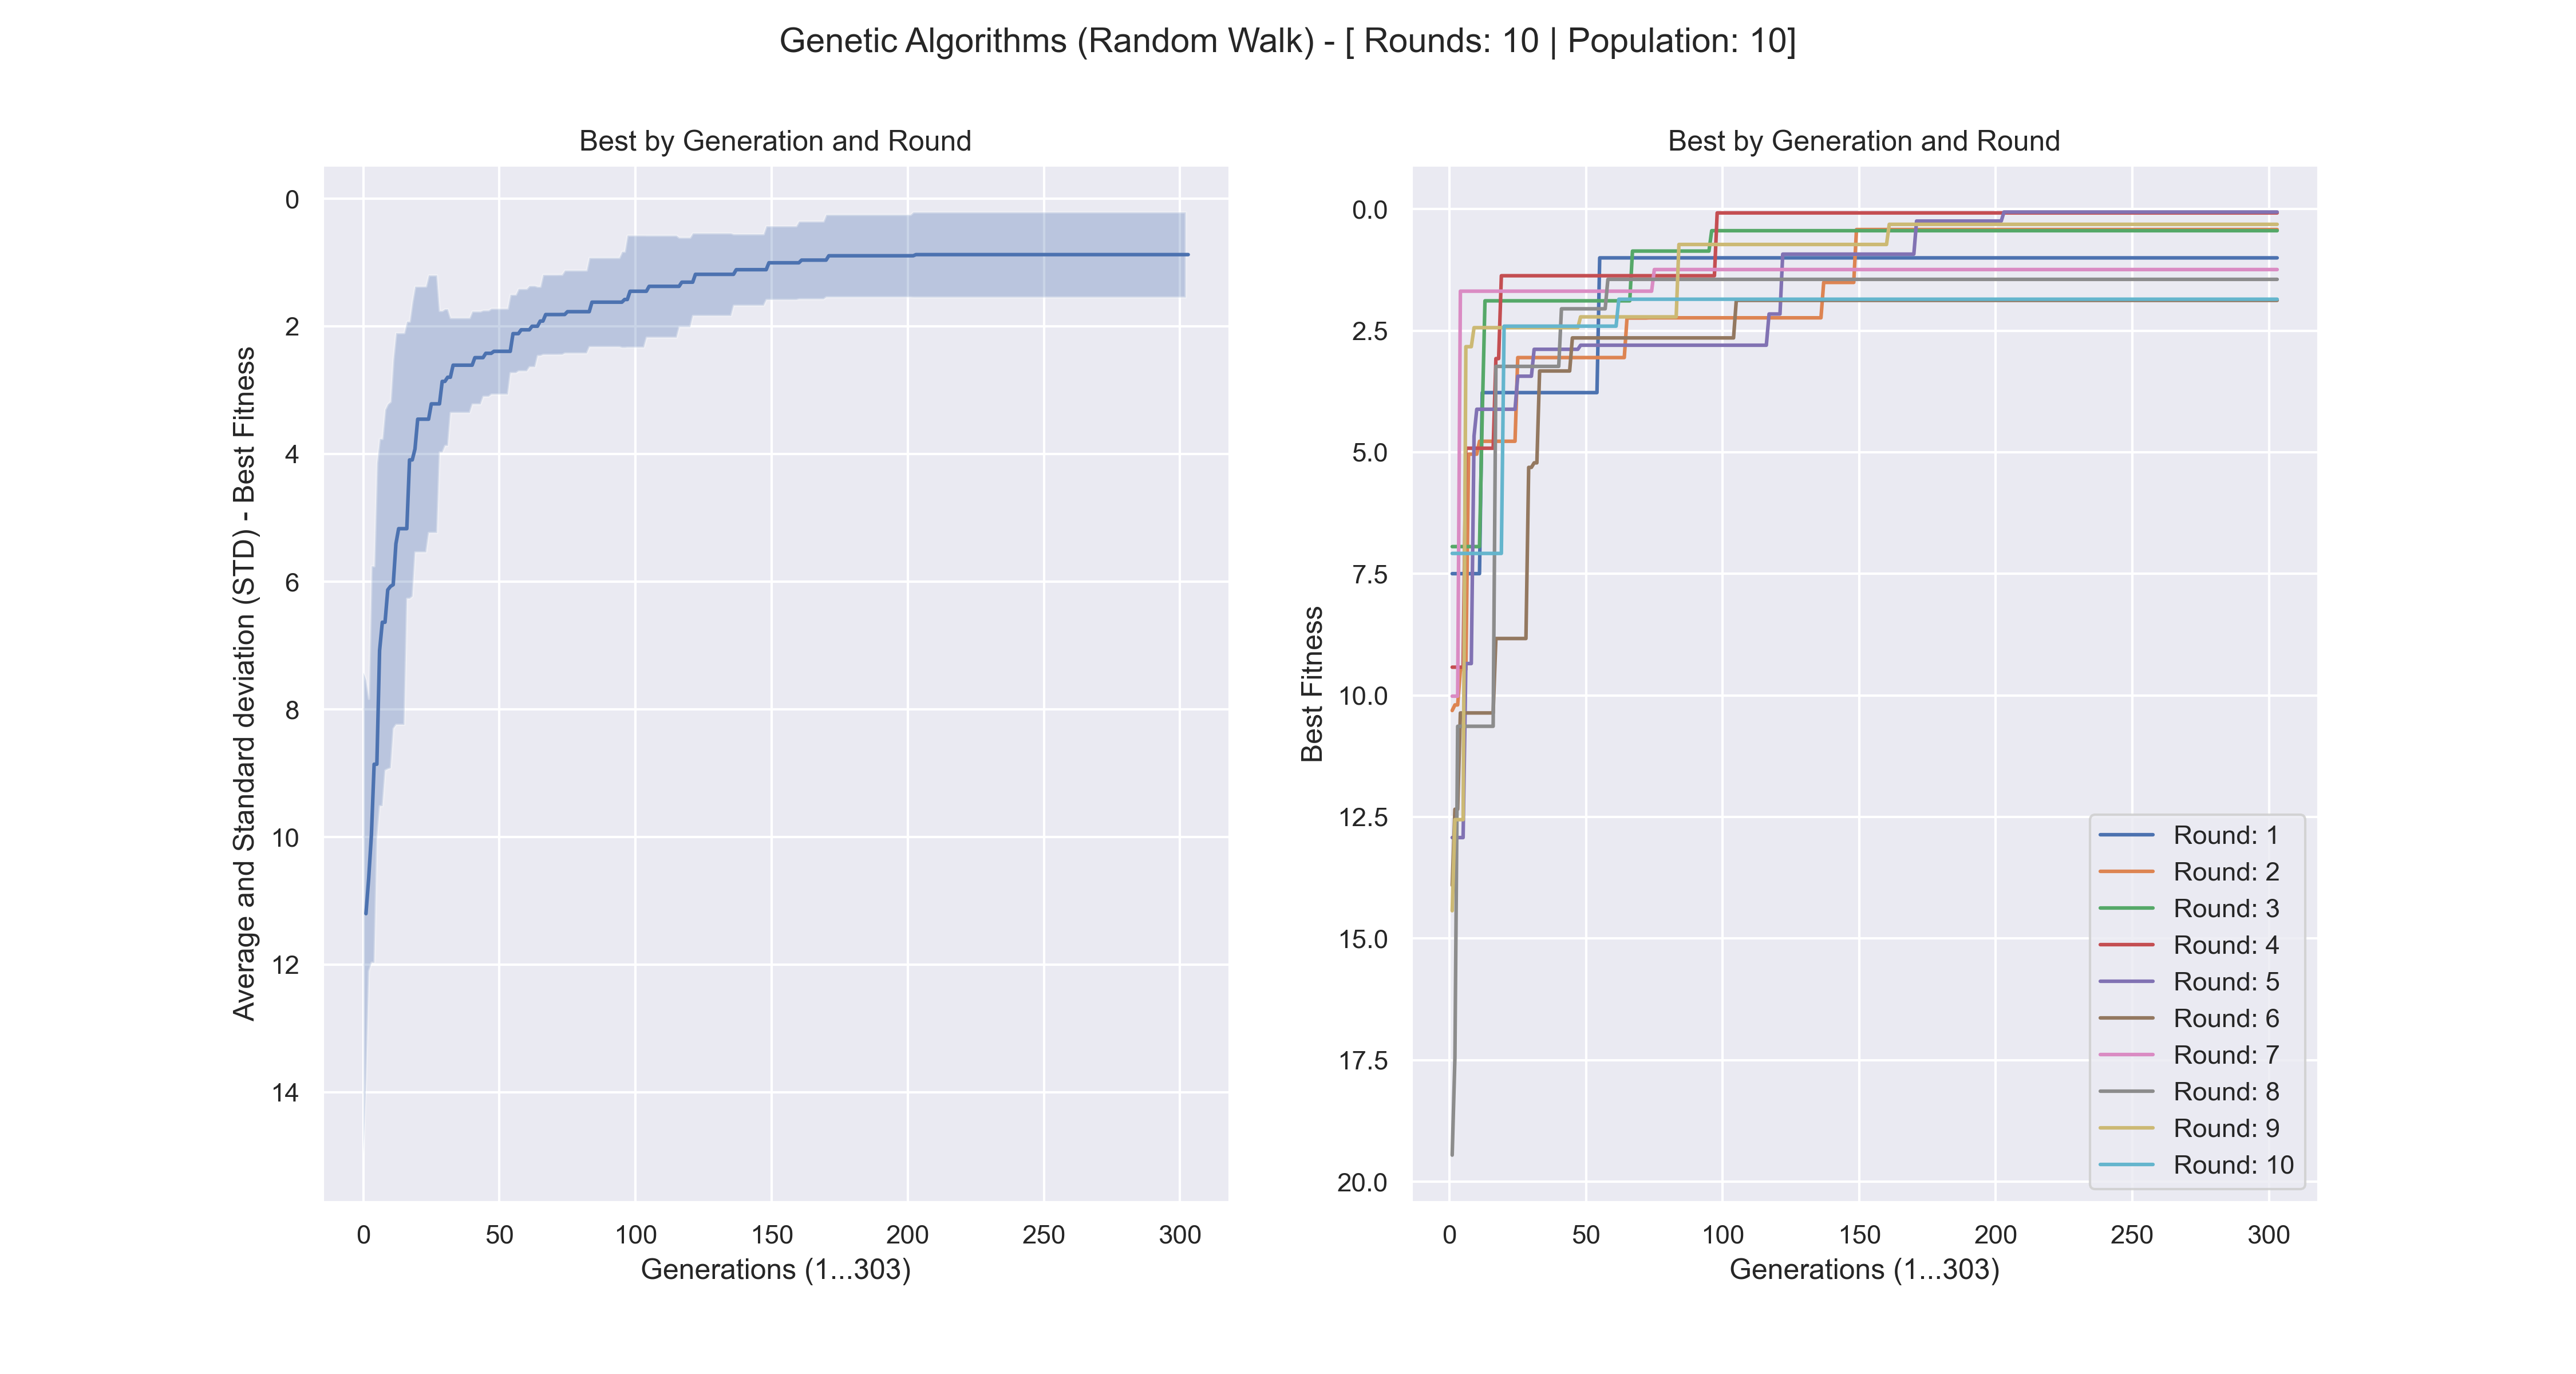 Genetic Algorithms (Random Walk) - [ Rounds: 10 | Population: 10]
Best by Generation and Round
Average and Standard deviation (STD) - Best Fitness
0
2
4
6
8
10
12
14
0 50 100 150 200 250 300
Generations (1...303)
Best by Generation and Round
Best Fitness
0.0
2.5
5.0
7.5
10.0
12.5
15.0
17.5
20.0
Round: 1
Round: 2
Round: 3
Round: 4
Round: 5
Round: 6
Round: 7
Round: 8
Round: 9
Round: 10
0 50 100 150 200 250 300
Generations (1...303)